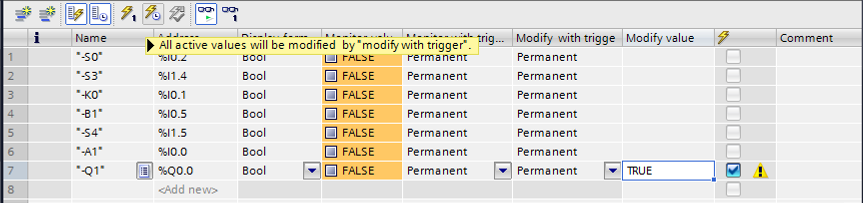 i Name Address Display form Monitor valu Monitor with trig... Modify with trigge Modify value Comment
All active values will be modified by "modify with trigger".
1 "-S0" %I0.2 Bool FALSE Permanent Permanent
2 "-S3" %I1.4 Bool FALSE Permanent Permanent
3 "-K0" %I0.1 Bool FALSE Permanent Permanent
4 "-B1" %I0.5 Bool FALSE Permanent Permanent
5 "-S4" %I1.5 Bool FALSE Permanent Permanent
6 "-A1" %I0.0 Bool FALSE Permanent Permanent
7 "-Q1" %Q0.0 Bool FALSE Permanent Permanent TRUE
8 <Add new>